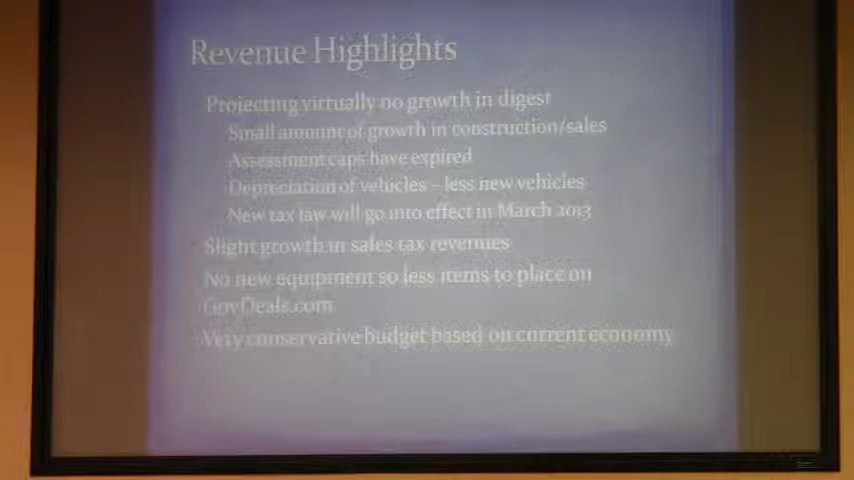 Revenue Highlights
Projecting virtually no growth in digest
Small amount of growth in construction/sales
Assessment caps have expired
Depreciation of vehicles – less new vehicles
New tax law will go into effect in March 2013
Slight growth in sales tax revenues
No new equipment so less items to place on
GovDeals.com
Very conservative budget based on current economy